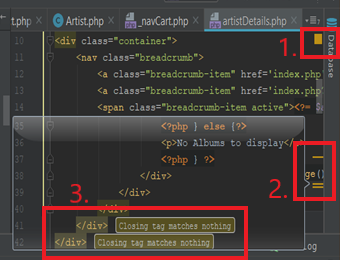 t.php Artist.php _navCart.php artistDetails.php
1.
10 <div class="container">
11 <nav class="breadcrumb">
12 <a class="breadcrumb-item" href='index.php
13 <a class="breadcrumb-item" href='index.ph
14 <span class="breadcrumb-item active"><?=
Database
35 <?php } else {?>
36 <p>No Albums to display</
37 <?php } ?>
38 </div>
ge()
2.
39 </div>
3.
40 </div>
41 </div> Closing tag matches nothing
42 </div> Closing tag matches nothing